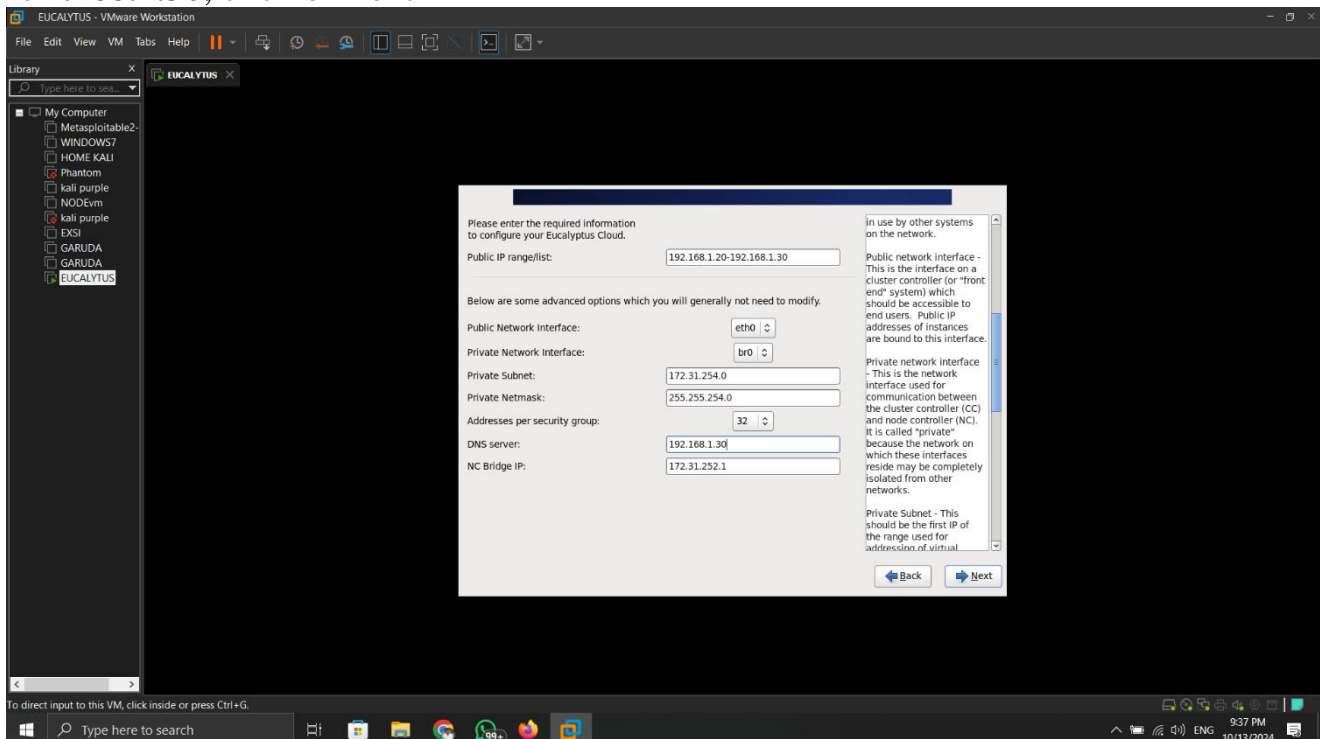 EUCALYTUS - VMware Workstation
File Edit View VM Tabs Help
Library X
Type here to sea...
EUCALYTUS
My Computer
Metasploitable2-
WINDOWS7
HOME KALI
Phantom
kali purple
NODEvm
kali purple
EXSI
GARUDA
GARUDA
EUCALYTUS
Please enter the required information
to configure your Eucalyptus Cloud.
Public IP range/list: 192.168.1.20-192.168.1.30
Below are some advanced options which you will generally not need to modify.
Public Network Interface: eth0
Private Network Interface: br0
Private Subnet: 172.31.254.0
Private Netmask: 255.255.254.0
Addresses per security group: 32
DNS server: 192.168.1.30
NC Bridge IP: 172.31.252.1
in use by other systems
on the network.
Public network interface -
This is the interface on a
cluster controller (or "front
end" system) which
should be accessible to
end users. Public IP
addresses of instances
are bound to this interface.
Private network interface
- This is the network
interface used for
communication between
the cluster controller (CC)
and node controller (NC).
It is called "private"
because the network on
which these interfaces
reside may be completely
isolated from other
networks.
Private Subnet - This
should be the first IP of
the range used for
addressing of virtual
Back Next
To direct input to this VM, click inside or press Ctrl+G.
Type here to search
99+
ENG
9:37 PM
10/13/2024